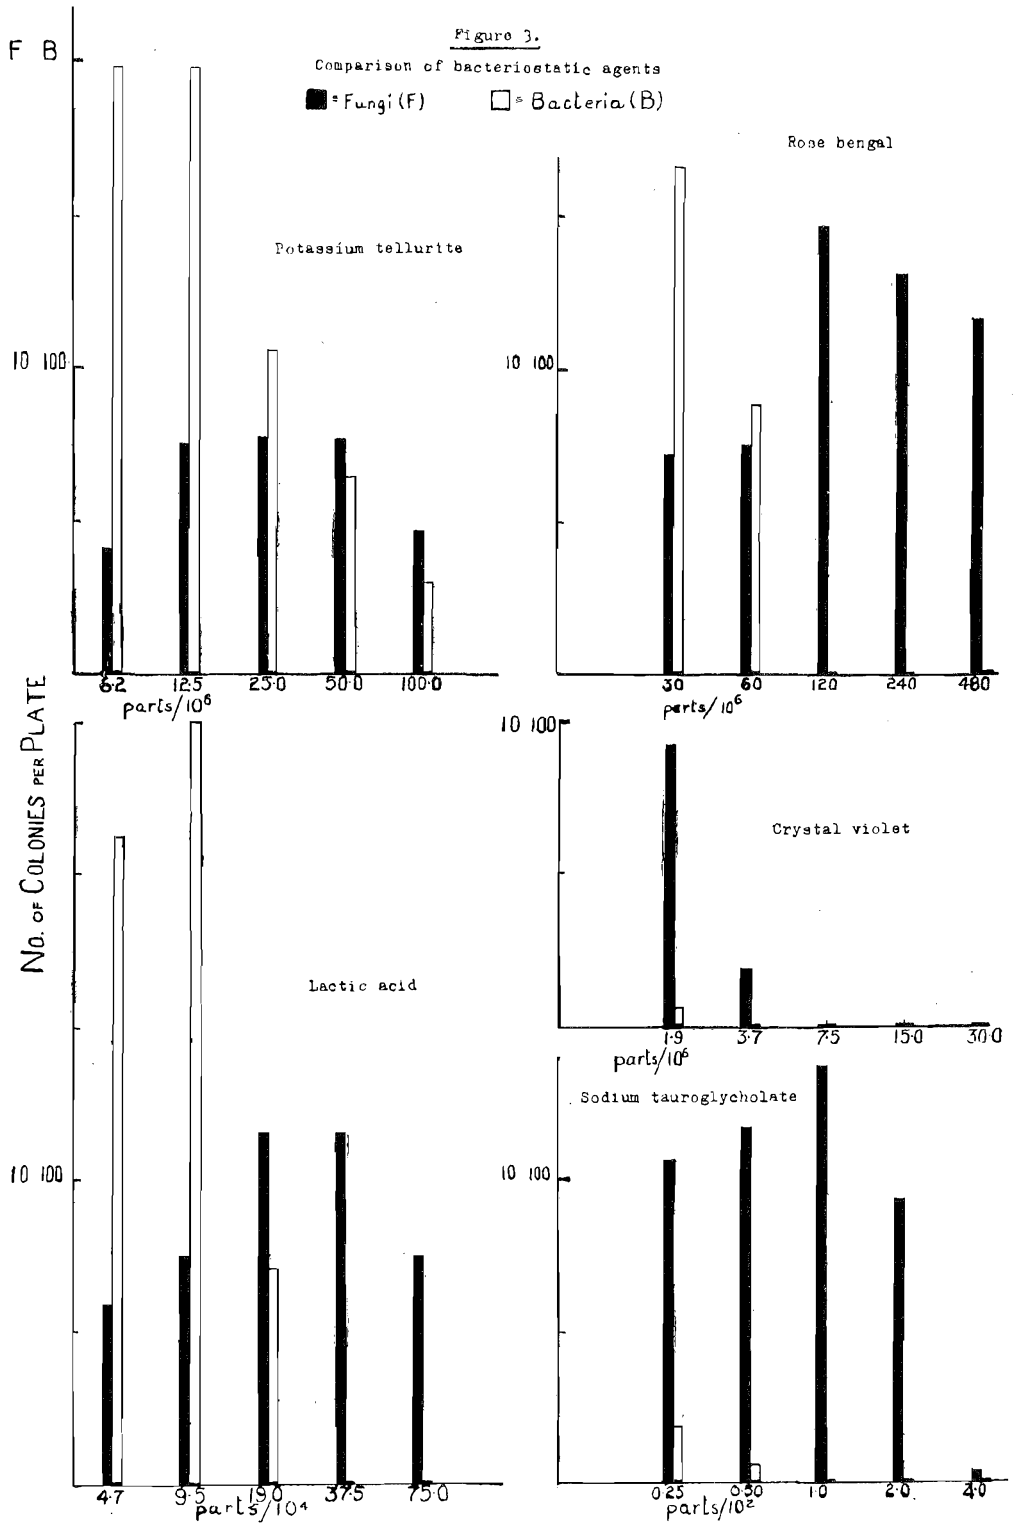 Figure 3.
F B
Comparison of bacteriostatic agents
= Fungi (F) = Bacteria (B)
Rose bengal
Potassium tellurite
10 100
10 100
6.2 12.5 25.0 50.0 100.0
parts/10⁶
30 60 120 240 480
parts/10⁶
No. OF COLONIES PER PLATE
10 100
Crystal violet
Lactic acid
1.9 3.7 7.5 15.0 30.0
parts/10⁶
Sodium tauroglycholate
10 100
10 100
4.7 9.5 19.0 37.5 75.0
parts/10⁴
0.25 0.50 1.0 2.0 4.0
parts/10²